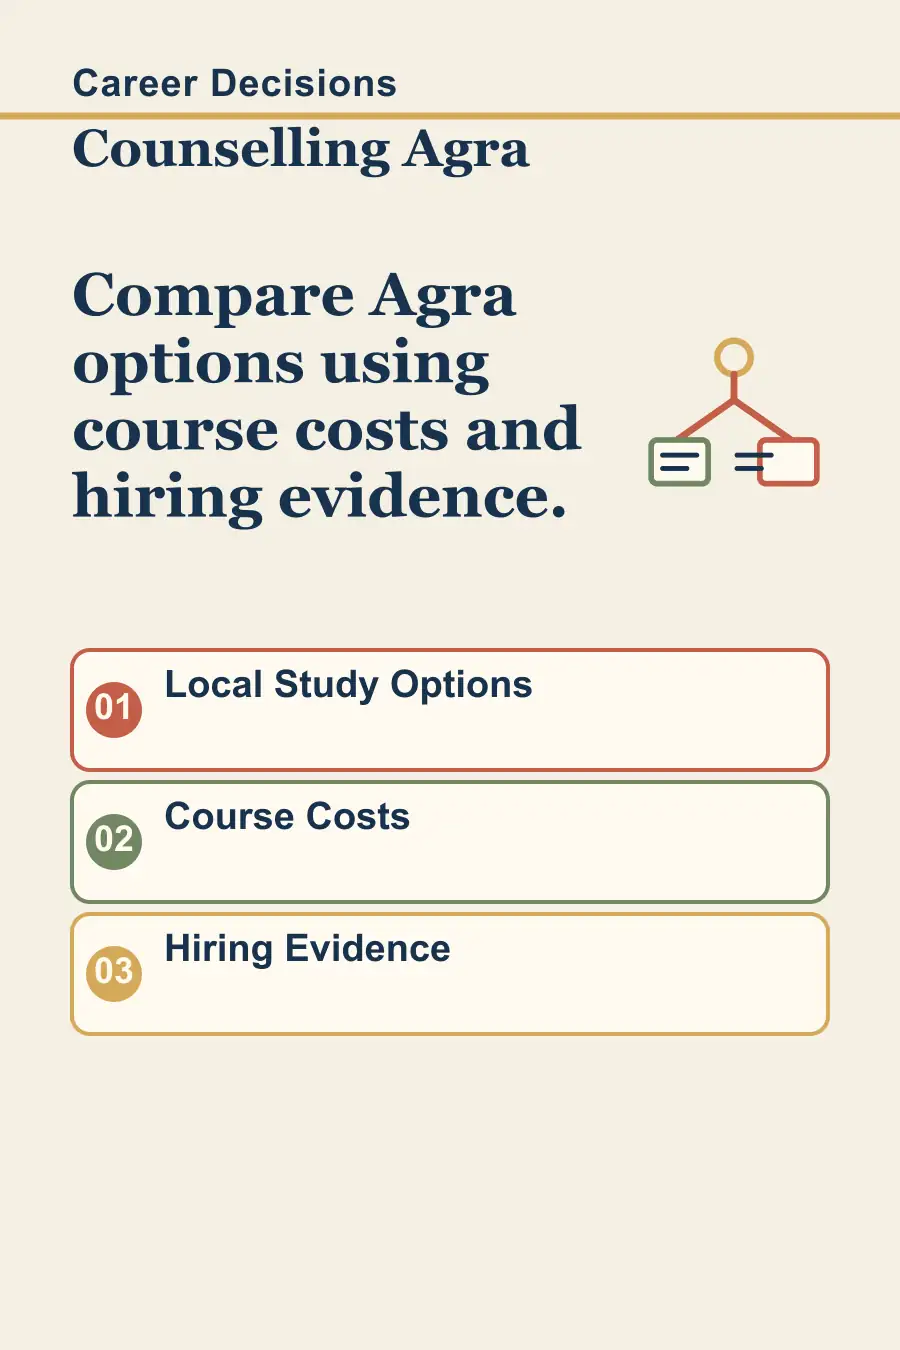 Career Decisions
Counselling Agra
Compare Agra
options using
course costs and
hiring evidence.
01 Local Study Options
02 Course Costs
03 Hiring Evidence